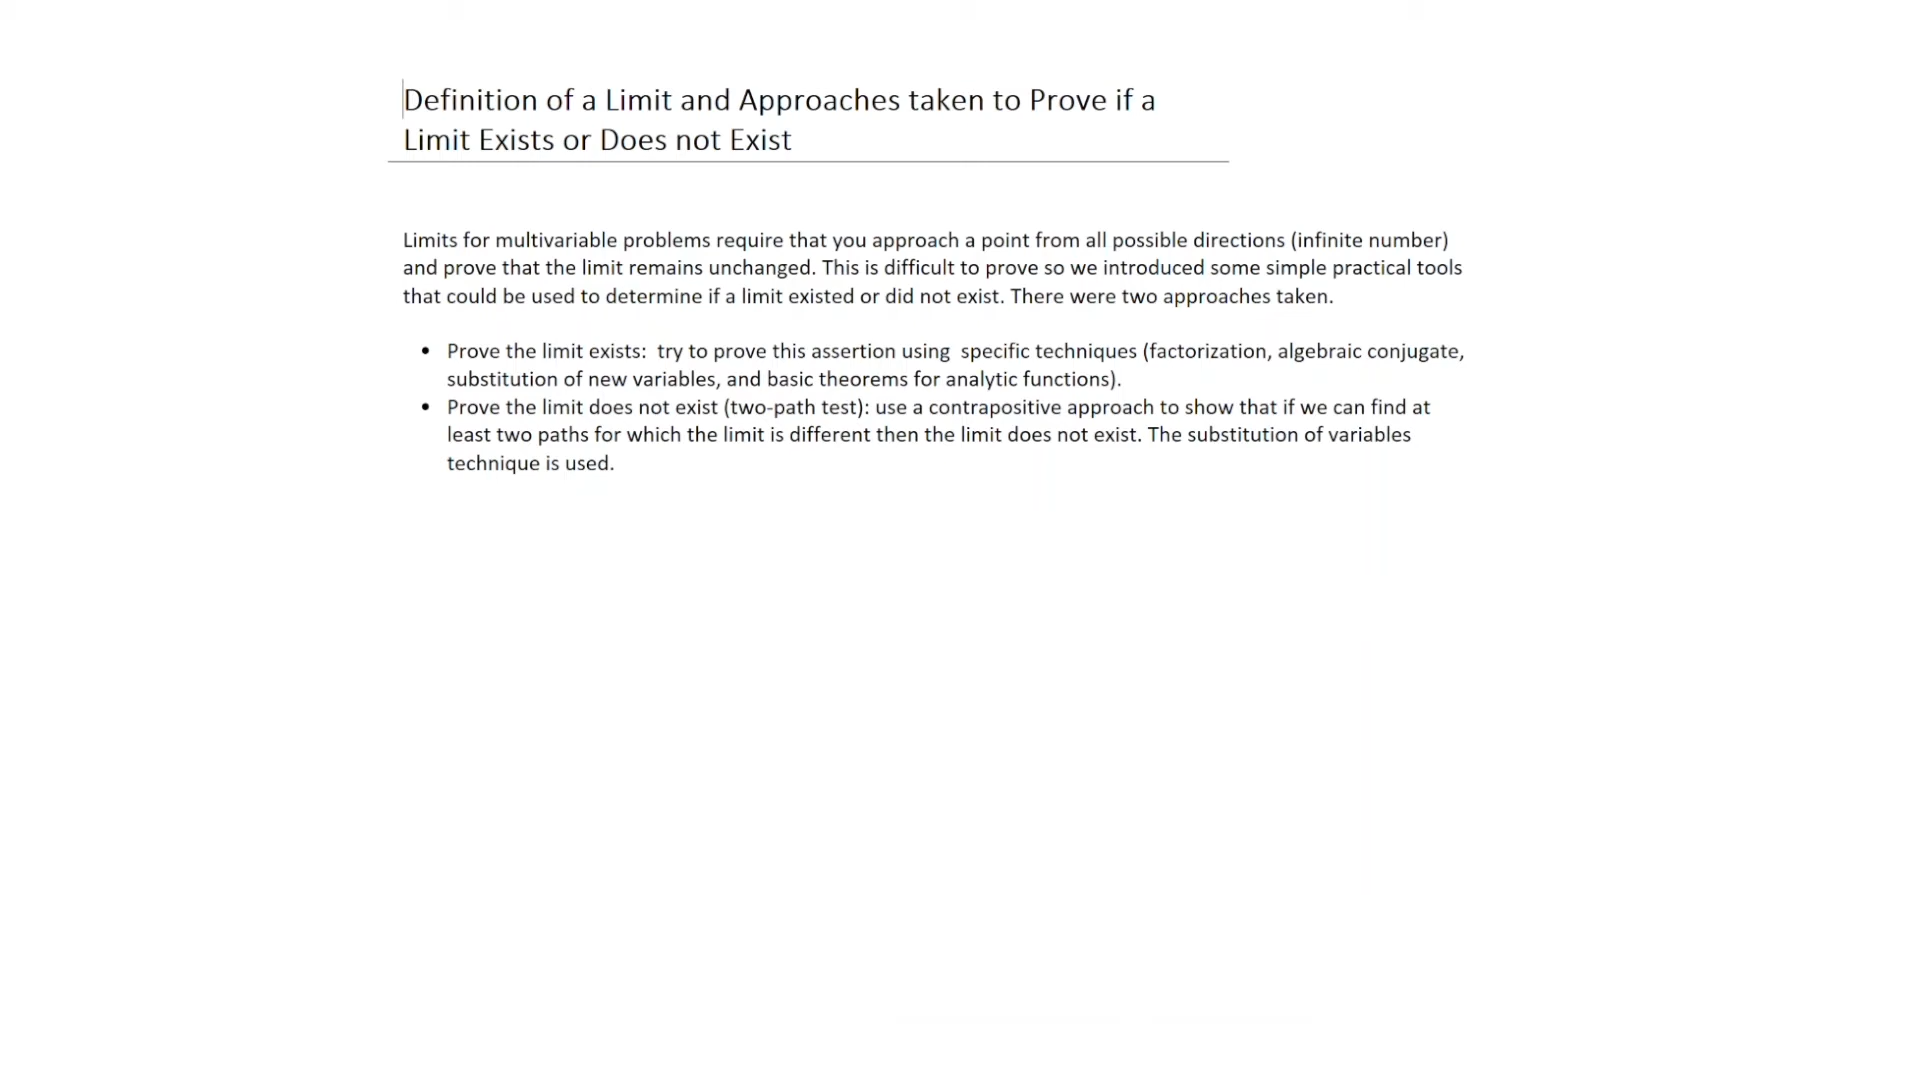 Definition of a Limit and Approaches taken to Prove if a
Limit Exists or Does not Exist
Limits for multivariable problems require that you approach a point from all possible directions (infinite number)
and prove that the limit remains unchanged. This is difficult to prove so we introduced some simple practical tools
that could be used to determine if a limit existed or did not exist. There were two approaches taken.
• Prove the limit exists:  try to prove this assertion using  specific techniques (factorization, algebraic conjugate,
substitution of new variables, and basic theorems for analytic functions).
• Prove the limit does not exist (two-path test): use a contrapositive approach to show that if we can find at
least two paths for which the limit is different then the limit does not exist. The substitution of variables
technique is used.